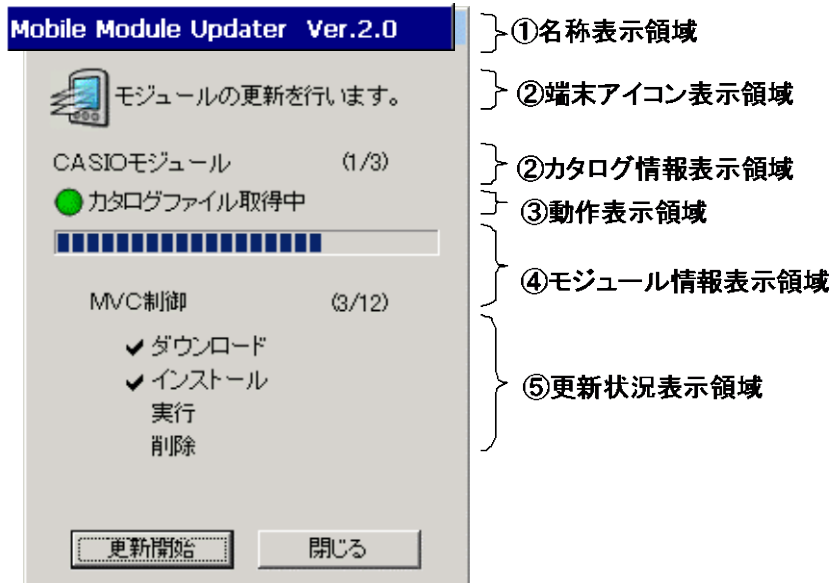 Mobile Module Updater Ver.2.0
①名称表示領域
モジュールの更新を行います。
②端末アイコン表示領域
CASIOモジュール (1/3)
②カタログ情報表示領域
カタログファイル取得中
③動作表示領域
④モジュール情報表示領域
MVC制御 (3/12)
ダウンロード
インストール
⑤更新状況表示領域
実行
削除
更新開始 閉じる